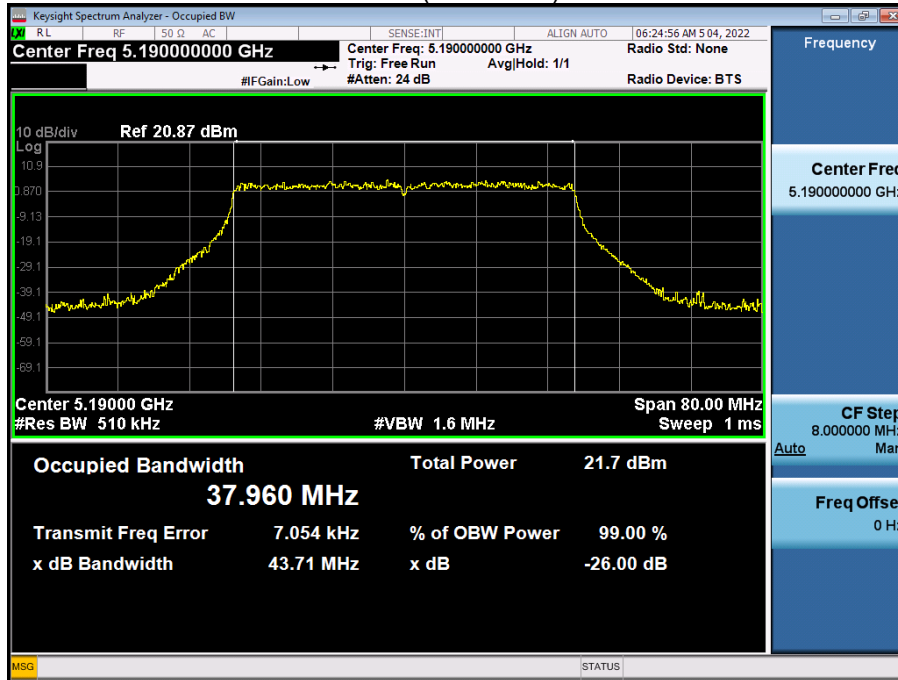 Keysight Spectrum Analyzer - Occupied BW
LXI RL RF 50 Ω AC SENSE:INT ALIGN AUTO 06:24:56 AM 5 04, 2022
Center Freq 5.190000000 GHz
Center Freq: 5.190000000 GHz Radio Std: None
Trig: Free Run Avg|Hold: 1/1
#IFGain:Low #Atten: 24 dB Radio Device: BTS
Frequency
10 dB/div Ref 20.87 dBm
Log
10.9
0.870
-9.13
-19.1
-29.1
-39.1
-49.1
-59.1
-69.1
Center 5.19000 GHz Span 80.00 MHz
#Res BW 510 kHz #VBW 1.6 MHz Sweep 1 ms
Center Freq
5.190000000 GH
CF Step
8.000000 MH
Auto Man
Freq Offse
0 H
Occupied Bandwidth Total Power 21.7 dBm
37.960 MHz
Transmit Freq Error 7.054 kHz % of OBW Power 99.00 %
x dB Bandwidth 43.71 MHz x dB -26.00 dB
MSG STATUS